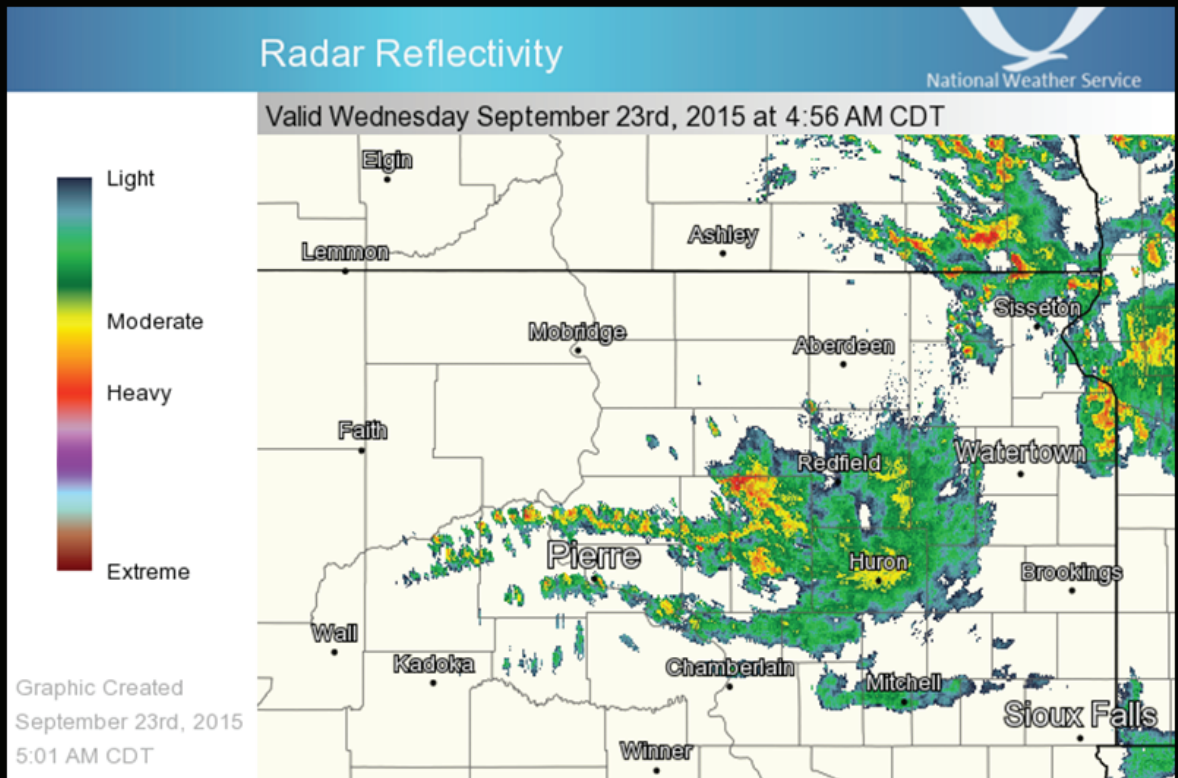 Radar Reflectivity
National Weather Service
Valid Wednesday September 23rd, 2015 at 4:56 AM CDT
Light
Moderate
Heavy
Extreme
Graphic Created
September 23rd, 2015
5:01 AM CDT
Elgin
Ashley
Lemmon
Sisseton
Mobridge
Aberdeen
Faith
Watertown
Redfield
Pierre
Huron
Brookings
Wall
Kadoka
Chamberlain
Mitchell
Sioux Falls
Winner